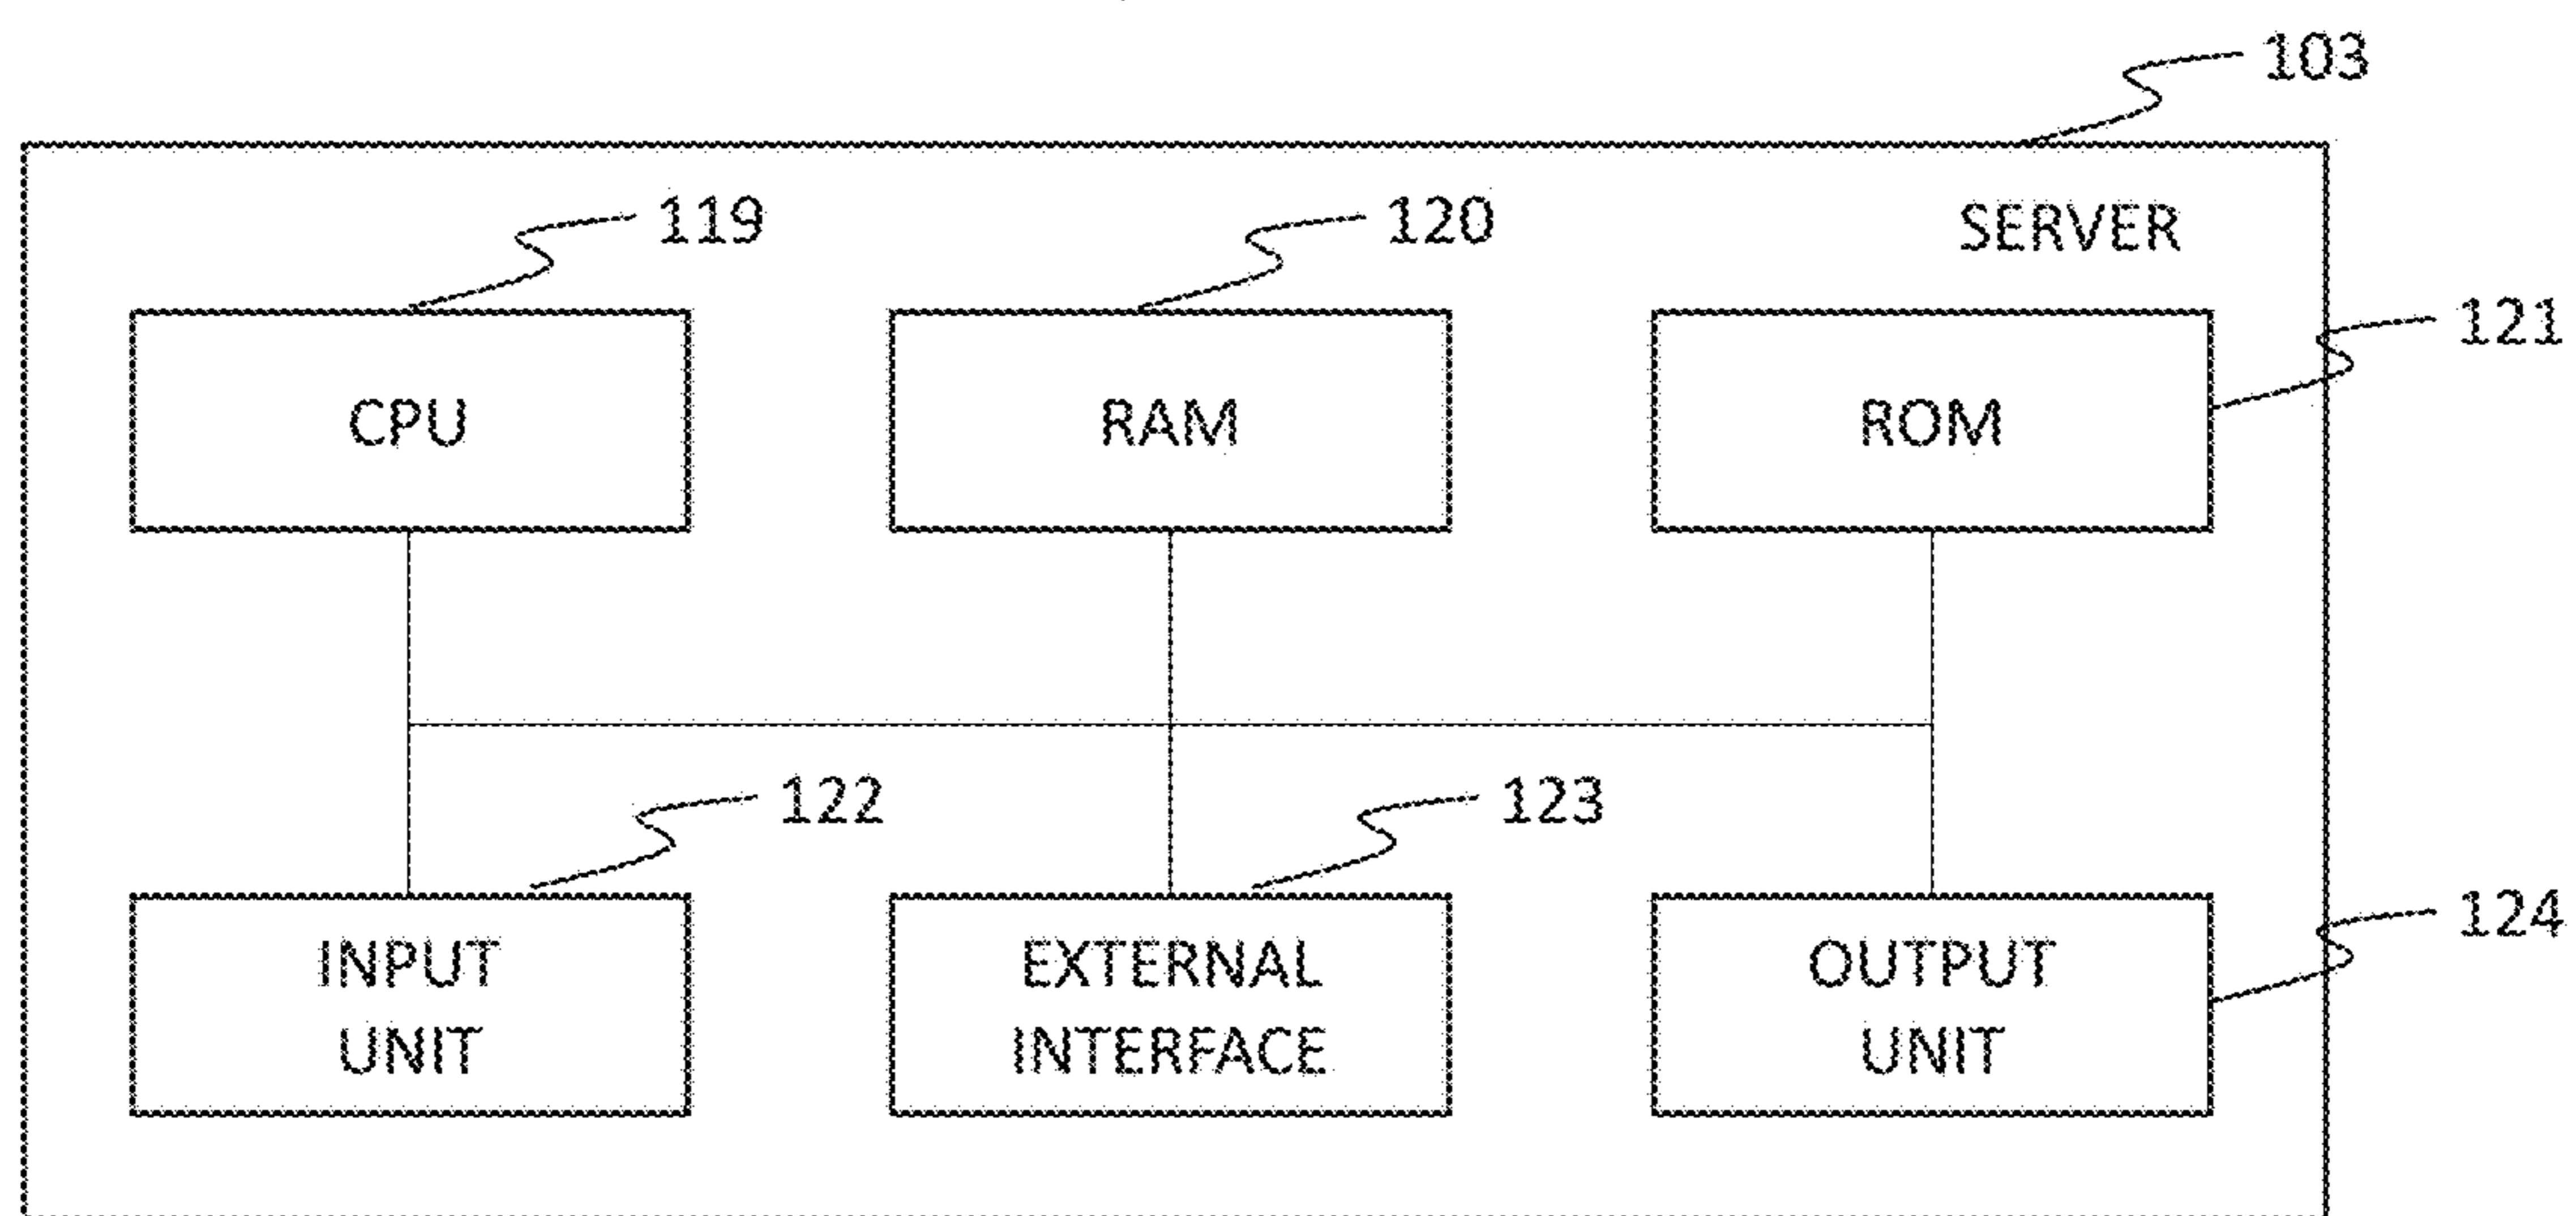 103
SERVER
119
120
121
CPU
RAM
ROM
122
123
124
INPUT
UNIT
EXTERNAL
INTERFACE
OUTPUT
UNIT